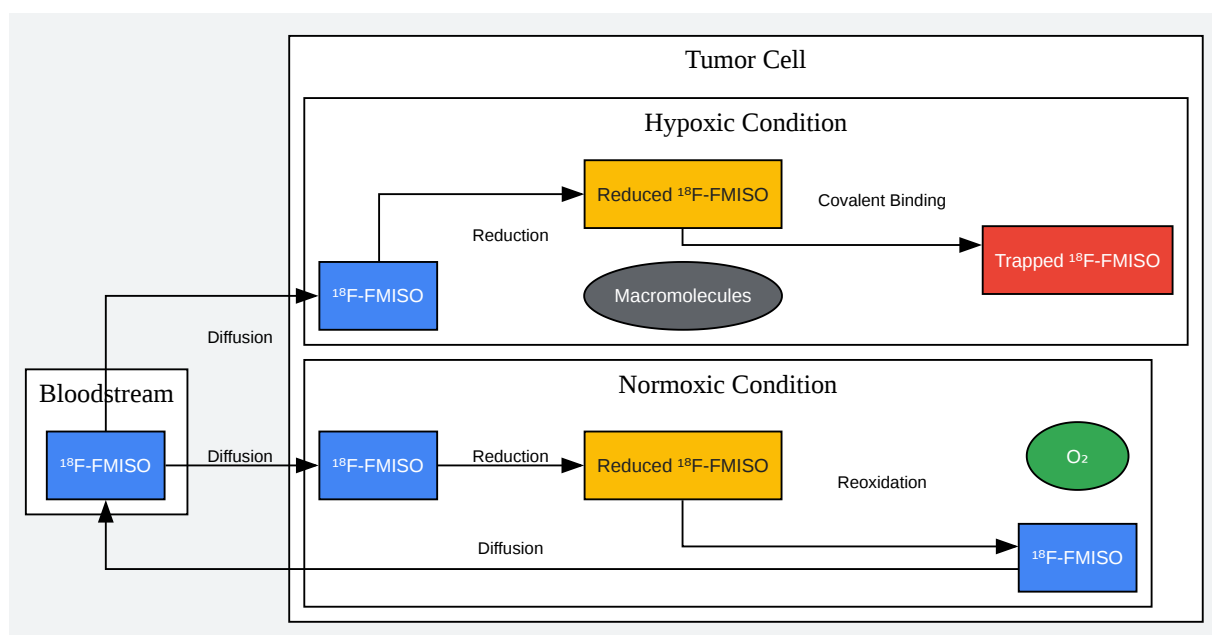 Tumor Cell
Hypoxic Condition
Reduced ¹⁸F-FMISO
Covalent Binding
Reduction
Trapped ¹⁸F-FMISO
¹⁸F-FMISO
Macromolecules
Diffusion
Normoxic Condition
Bloodstream
¹⁸F-FMISO
Diffusion
¹⁸F-FMISO
Reduction
Reduced ¹⁸F-FMISO
O₂
Reoxidation
Diffusion
¹⁸F-FMISO